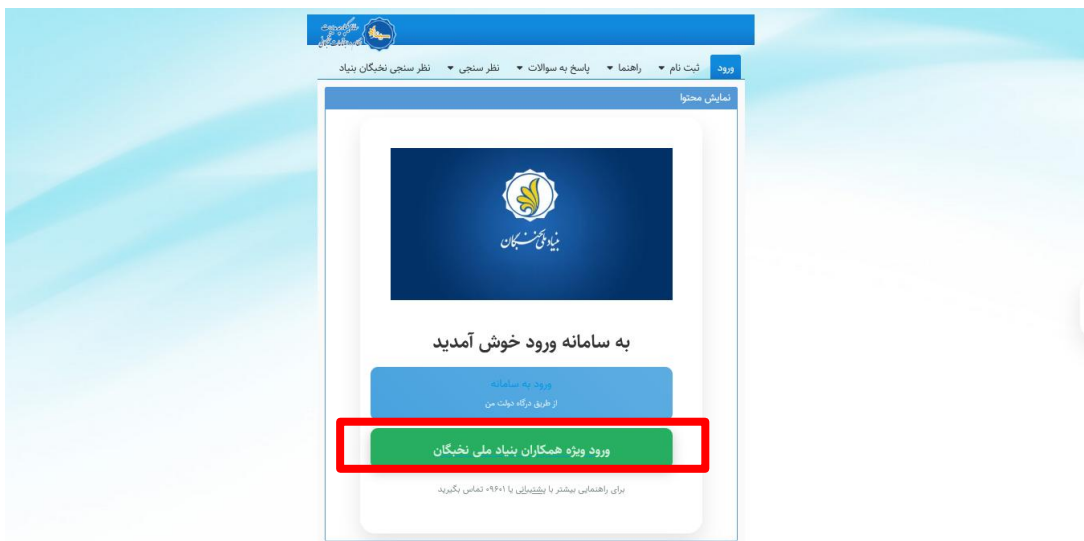 سیناد
ورود ثبت نام راهنما پاسخ به سوالات نظر سنجی نظر سنجی نخبگان بنیاد
نمایش محتوا
بنیاد ملی نخبگان
به سامانه ورود خوش آمدید
ورود به سامانه
از طریق درگاه دولت من
ورود ویژه همکاران بنیاد ملی نخبگان
برای راهنمایی بیشتر با پشتیبانی یا ۰۹۶۰۱ تماس بگیرید